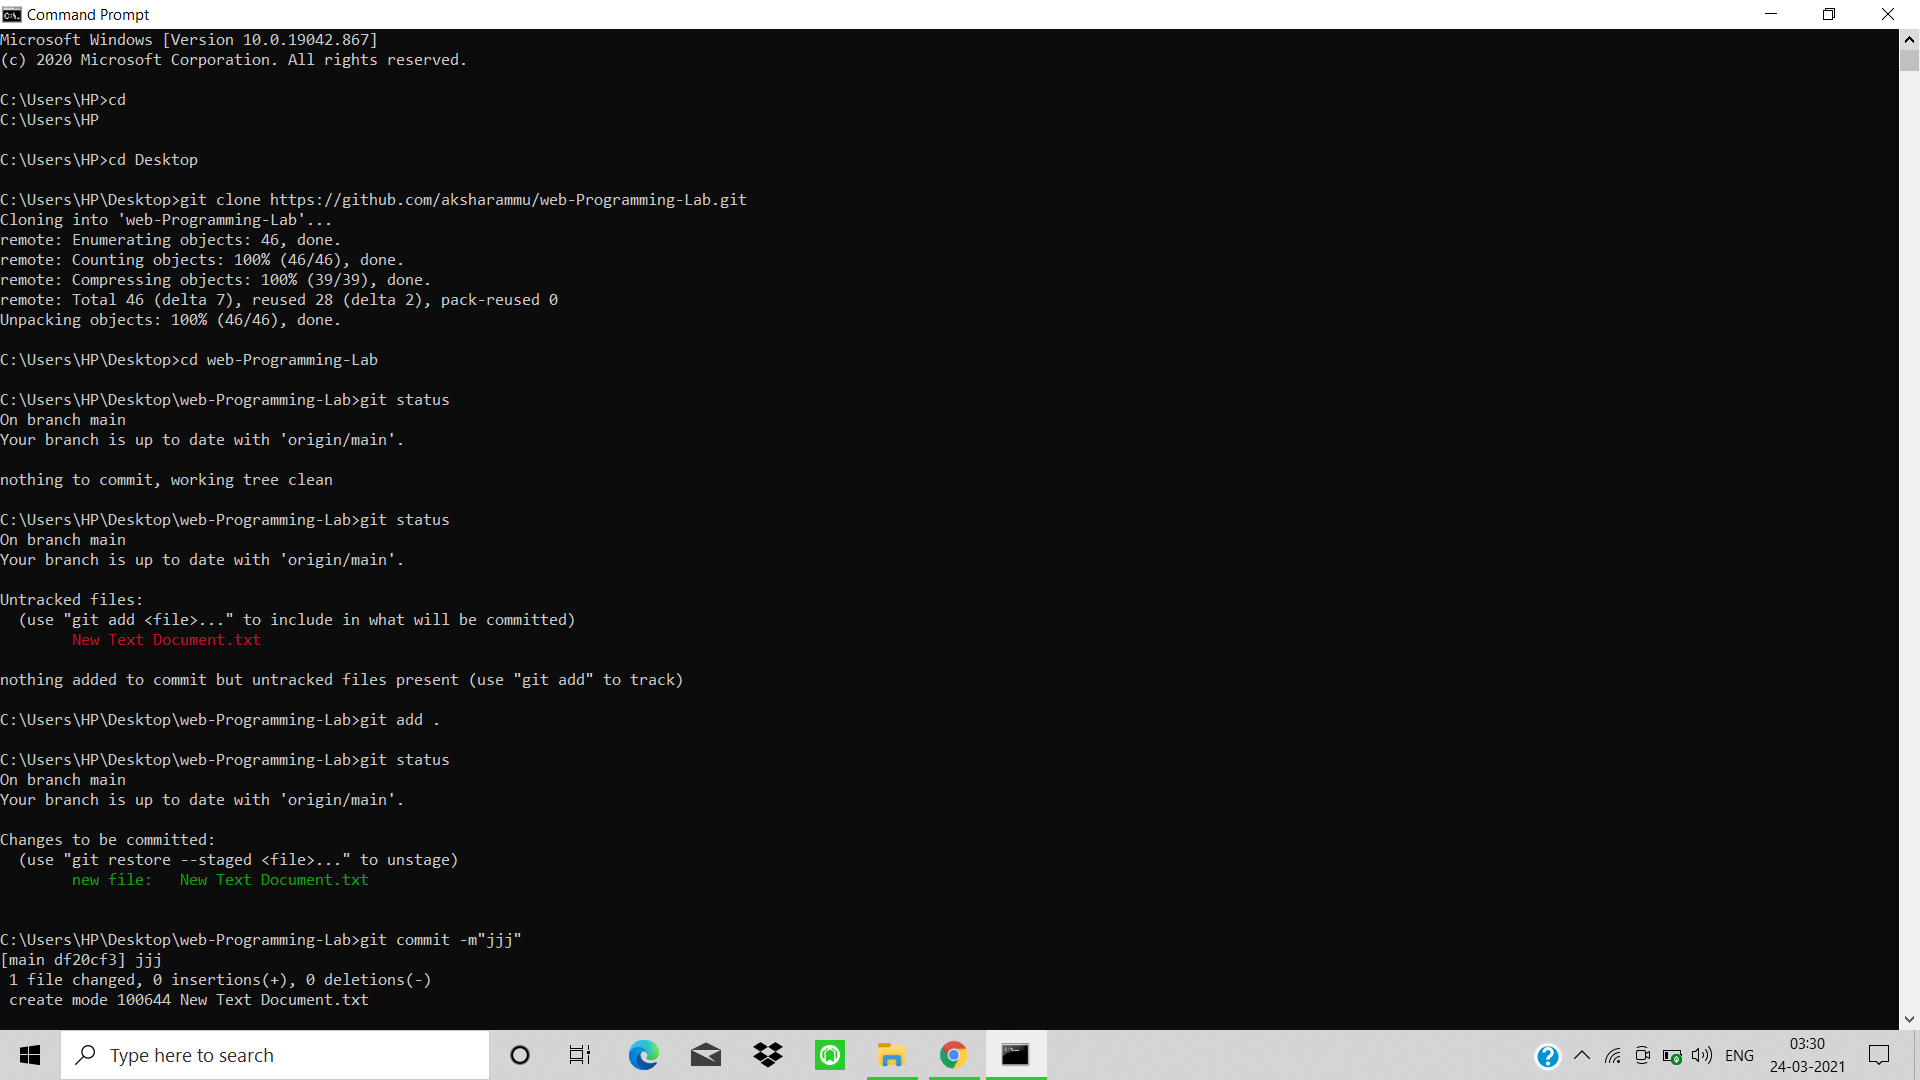 Command Prompt
Microsoft Windows [Version 10.0.19042.867]
(c) 2020 Microsoft Corporation. All rights reserved.
C:\Users\HP>cd
C:\Users\HP
C:\Users\HP>cd Desktop
C:\Users\HP\Desktop>git clone https://github.com/aksharammu/web-Programming-Lab.git
Cloning into 'web-Programming-Lab'...
remote: Enumerating objects: 46, done.
remote: Counting objects: 100% (46/46), done.
remote: Compressing objects: 100% (39/39), done.
remote: Total 46 (delta 7), reused 28 (delta 2), pack-reused 0
Unpacking objects: 100% (46/46), done.
C:\Users\HP\Desktop>cd web-Programming-Lab
C:\Users\HP\Desktop\web-Programming-Lab>git status
On branch main
Your branch is up to date with 'origin/main'.
nothing to commit, working tree clean
C:\Users\HP\Desktop\web-Programming-Lab>git status
On branch main
Your branch is up to date with 'origin/main'.
Untracked files:
  (use "git add <file>..." to include in what will be committed)
        New Text Document.txt
nothing added to commit but untracked files present (use "git add" to track)
C:\Users\HP\Desktop\web-Programming-Lab>git add .
C:\Users\HP\Desktop\web-Programming-Lab>git status
On branch main
Your branch is up to date with 'origin/main'.
Changes to be committed:
  (use "git restore --staged <file>..." to unstage)
        new file:   New Text Document.txt
C:\Users\HP\Desktop\web-Programming-Lab>git commit -m"jjj"
[main df20cf3] jjj
 1 file changed, 0 insertions(+), 0 deletions(-)
 create mode 100644 New Text Document.txt
Type here to search
ENG
03:30
24-03-2021